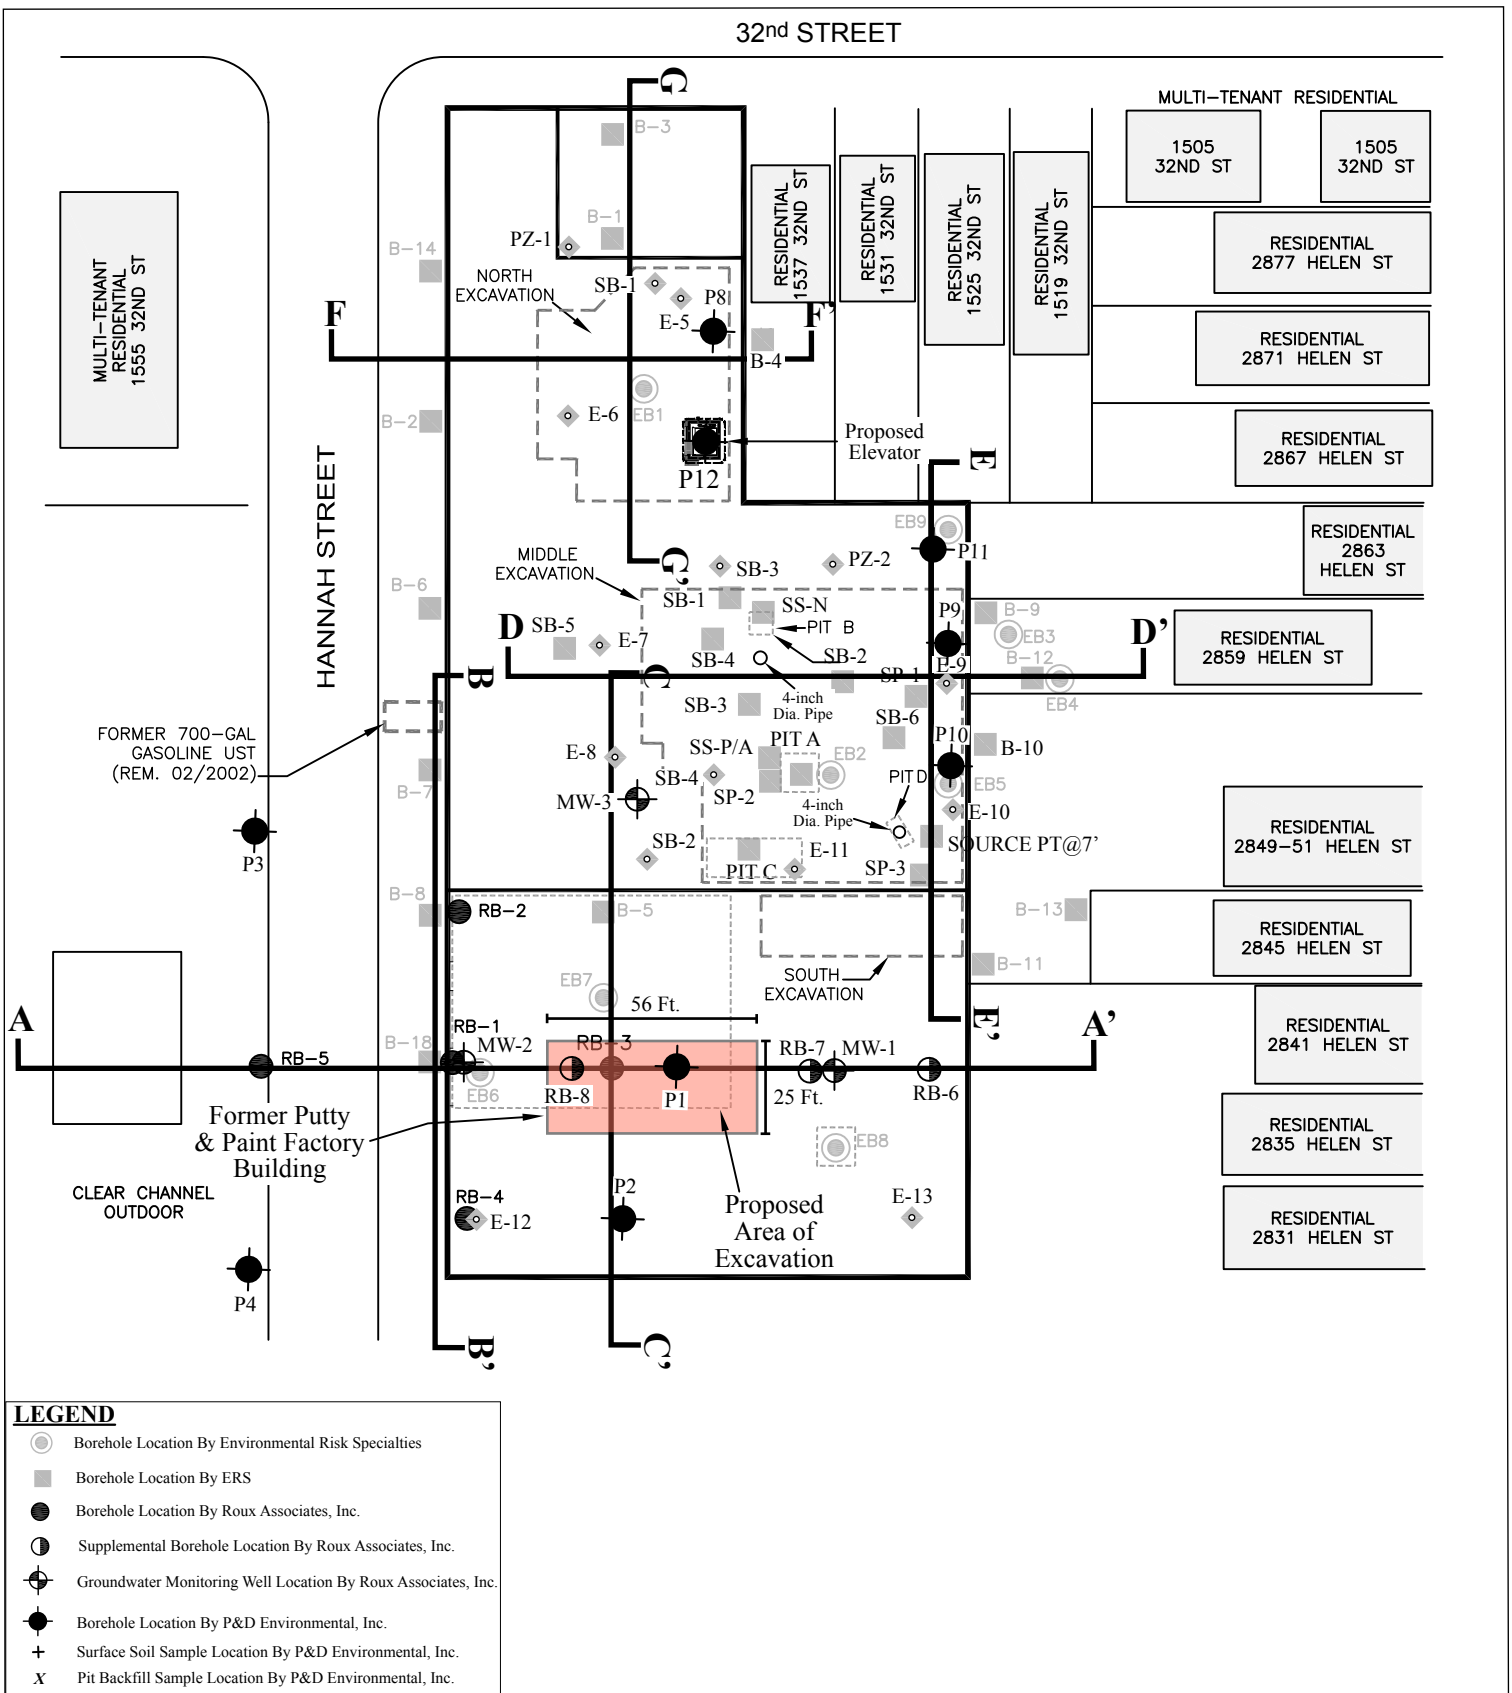 32nd STREET
G
MULTI-TENANT RESIDENTIAL
B-3
1505
32ND ST
1505
32ND ST
MULTI-TENANT
RESIDENTIAL
1555 32ND ST
RESIDENTIAL
1537 32ND ST
RESIDENTIAL
1531 32ND ST
RESIDENTIAL
1525 32ND ST
RESIDENTIAL
1519 32ND ST
B-1
PZ-1
B-14
RESIDENTIAL
2877 HELEN ST
NORTH
EXCAVATION
SB-1
E-5
P8
F
F'
B-4
RESIDENTIAL
2871 HELEN ST
EB1
E-6
B-2
Proposed
Elevator
P12
RESIDENTIAL
2867 HELEN ST
E
HANNAH STREET
EB9
P11
RESIDENTIAL
2863
HELEN ST
MIDDLE
EXCAVATION
G'
SB-3
PZ-2
B-6
SB-1
SS-N
PIT B
P9
B-9
EB3
D
SB-5
E-7
SB-4
SB-2
D'
RESIDENTIAL
2859 HELEN ST
B
C
4-inch
Dia. Pipe
SP-1
E-9
B-12
EB4
SB-3
SB-6
FORMER 700-GAL
GASOLINE UST
(REM. 02/2002)
E-8
SS-P/A
PIT A
EB2
P10
B-10
B-7
SB-4
SP-2
PIT D
EB5
MW-3
4-inch
Dia. Pipe
E-10
P3
SB-2
PIT C
E-11
SP-3
SOURCE PT@7'
RESIDENTIAL
2849-51 HELEN ST
B-8
RB-2
B-5
B-13
RESIDENTIAL
2845 HELEN ST
B-11
SOUTH
EXCAVATION
EB7
56 Ft.
E'
A
A'
RESIDENTIAL
2841 HELEN ST
RB-5
B-18
RB-1
MW-2
EB6
RB-3
RB-8
P1
RB-7
MW-1
25 Ft.
RB-6
Former Putty
& Paint Factory
Building
EB8
RESIDENTIAL
2835 HELEN ST
CLEAR CHANNEL
OUTDOOR
RB-4
E-12
P2
Proposed
Area of
Excavation
E-13
RESIDENTIAL
2831 HELEN ST
P4
B'
C'
LEGEND
Borehole Location By Environmental Risk Specialties
Borehole Location By ERS
Borehole Location By Roux Associates, Inc.
Supplemental Borehole Location By Roux Associates, Inc.
Groundwater Monitoring Well Location By Roux Associates, Inc.
Borehole Location By P&D Environmental, Inc.
+ Surface Soil Sample Location By P&D Environmental, Inc.
X Pit Backfill Sample Location By P&D Environmental, Inc.